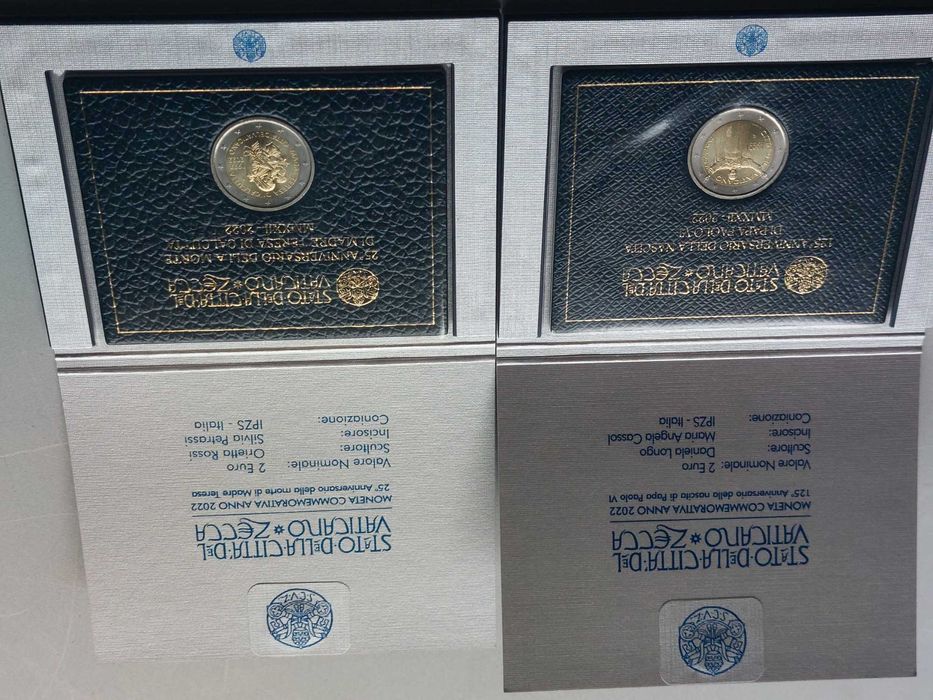 STATO·DELLA·CITTÀ·DEL
VATICANO * ZECCA
MONETA COMMEMORATIVA ANNO 2022
125° Anniversario della nascita di Papa Paolo VI
Valore Nominale: 2 Euro
Scultore: Daniela Longo
Incisore: Maria Angela Cassol
Coniazione: IPZS - Italia
STATO·DELLA·CITTÀ·DEL
VATICANO * ZECCA
125° ANNIVERSARIO DELLA NASCITA
DI PAPA PAOLO VI
MMXXII - 2022
STATO·DELLA·CITTÀ·DEL
VATICANO * ZECCA
MONETA COMMEMORATIVA ANNO 2022
25° Anniversario della morte di Madre Teresa
Valore Nominale: 2 Euro
Scultore: Orietta Rossi
Incisore: Silvia Petrassi
Coniazione: IPZS - Italia
STATO·DELLA·CITTÀ·DEL
VATICANO * ZECCA
25° ANNIVERSARIO DELLA MORTE
DI MADRE TERESA DI CALCUTTA
MMXXII - 2022